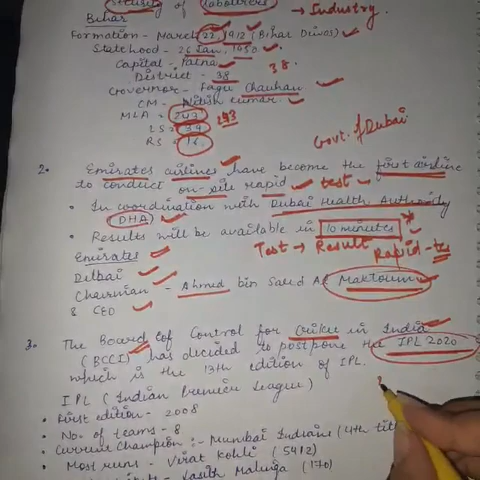 Security of labourers → Industry.
Bihar
Formation - March 22, 1912 (Bihar Diwas)
Statehood - 26 Jan, 1950
Capital - Patna
District - 38
38.
Governor - Fagu Chauhan
CM - Nitish Kumar.
MLA - 243 243
LS - 39
RS - 16
Govt. of Dubai
2. Emirates airlines have become the first airline
to conduct on-site rapid test
• In coordination with Dubai Health Authority
(DHA)
• Results will be available in 10 minutes
Test → Result
Rapid-tes
Emirates
Dubai
Chairman - Ahmed bin Saeed Al Maktoum
& CEO
3. The Board of Control for Cricket in India
(BCCI) has decided to postpone the IPL 2020
which is the 13th edition of IPL.
IPL (Indian Premier League)
• First edition - 2008
• No. of teams - 8
• Current Champion :- Mumbai Indians (4th tit
• Most runs - Virat Kohli (5412)
Lasith Malinga (170)